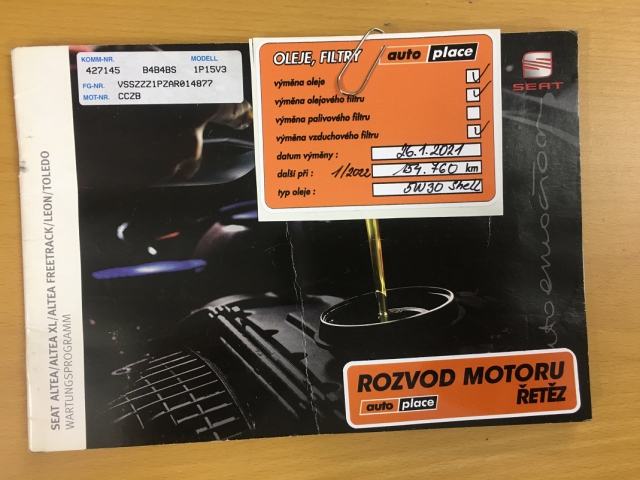 KOMM-NR. MODELL
427145 B4B4BS 1P15V3
FG-NR. VSSZZZ1PZAR014877
MOT-NR. CCZB
OLEJE, FILTRY auto place
výměna oleje
výměna olejového filtru
výměna palivového filtru
výměna vzduchového filtru
datum výměny : 26.1.2021
další při : 1/2022 154.760 km
typ oleje : 5W30 Shell
SEAT
autoemoción
SEAT ALTEA/ALTEA XL/ALTEA FREETRACK/LEON/TOLEDO
WARTUNGSPROGRAMM
ROZVOD MOTORU
ŘETĚZ
auto place